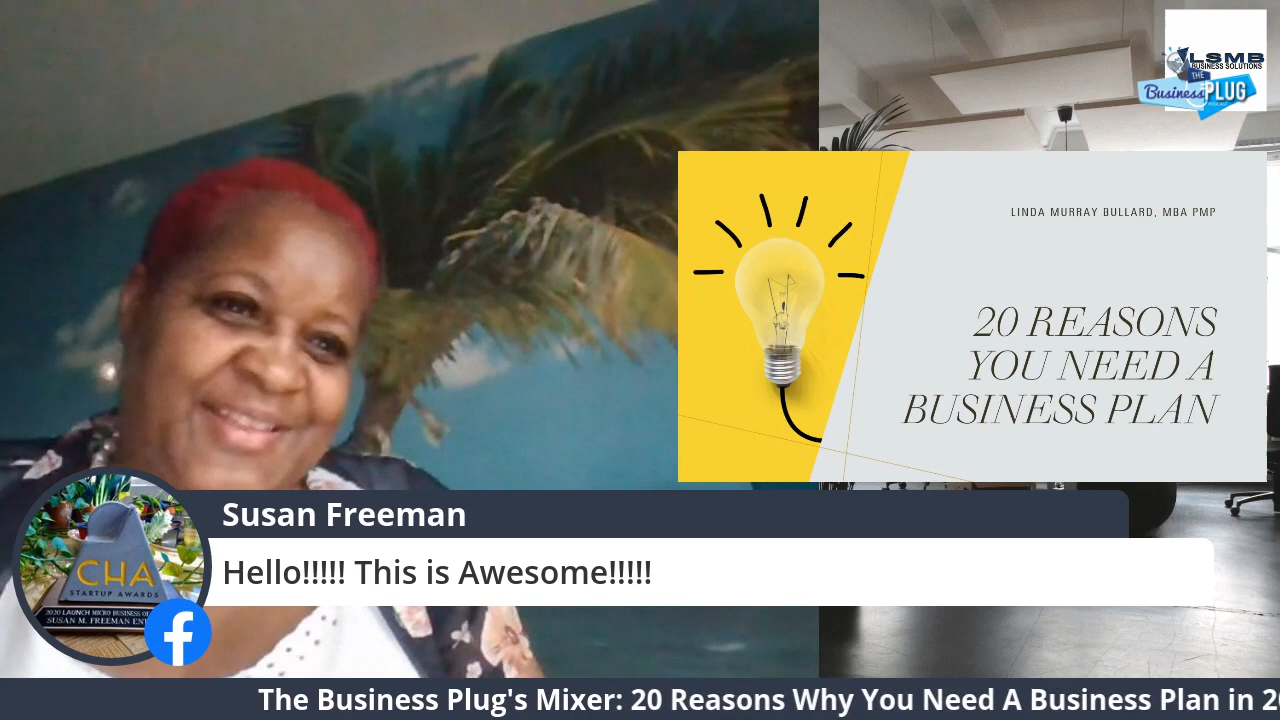 LSMB
BUSINESS SOLUTIONS
THE
Business PLUG
PODCAST
LINDA MURRAY BULLARD, MBA PMP
20 REASONS
YOU NEED A
BUSINESS PLAN
Susan Freeman
Hello!!!!! This is Awesome!!!!!
CHA
STARTUP AWARDS
2020 LAUNCH MICRO BUSINESS
SUSAN M. FREEMAN
The Business Plug's Mixer: 20 Reasons Why You Need A Business Plan in 2